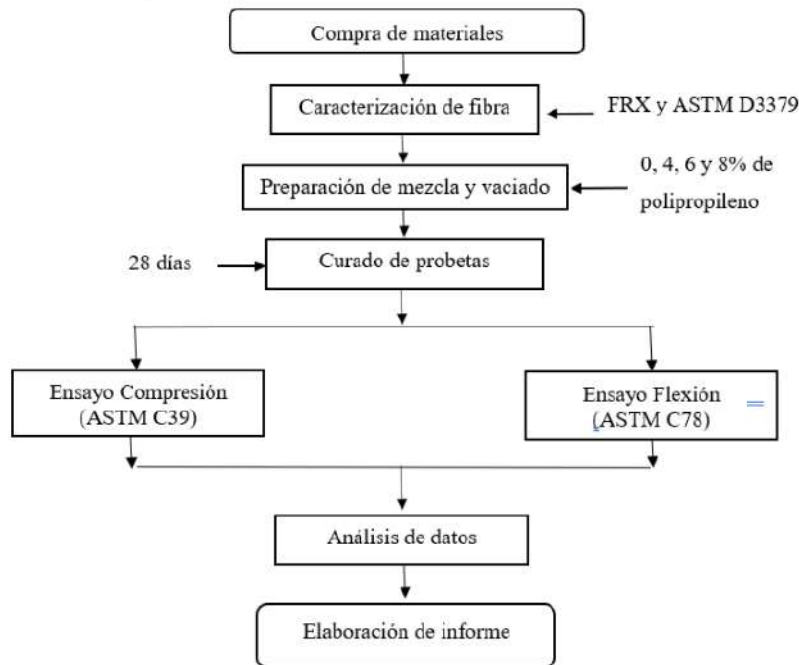 Compra de materiales
Caracterización de fibra
FRX y ASTM D3379
Preparación de mezcla y vaciado
0, 4, 6 y 8% de
polipropileno
28 días
Curado de probetas
Ensayo Compresión
(ASTM C39)
Ensayo Flexión
(ASTM C78)
Análisis de datos
Elaboración de informe